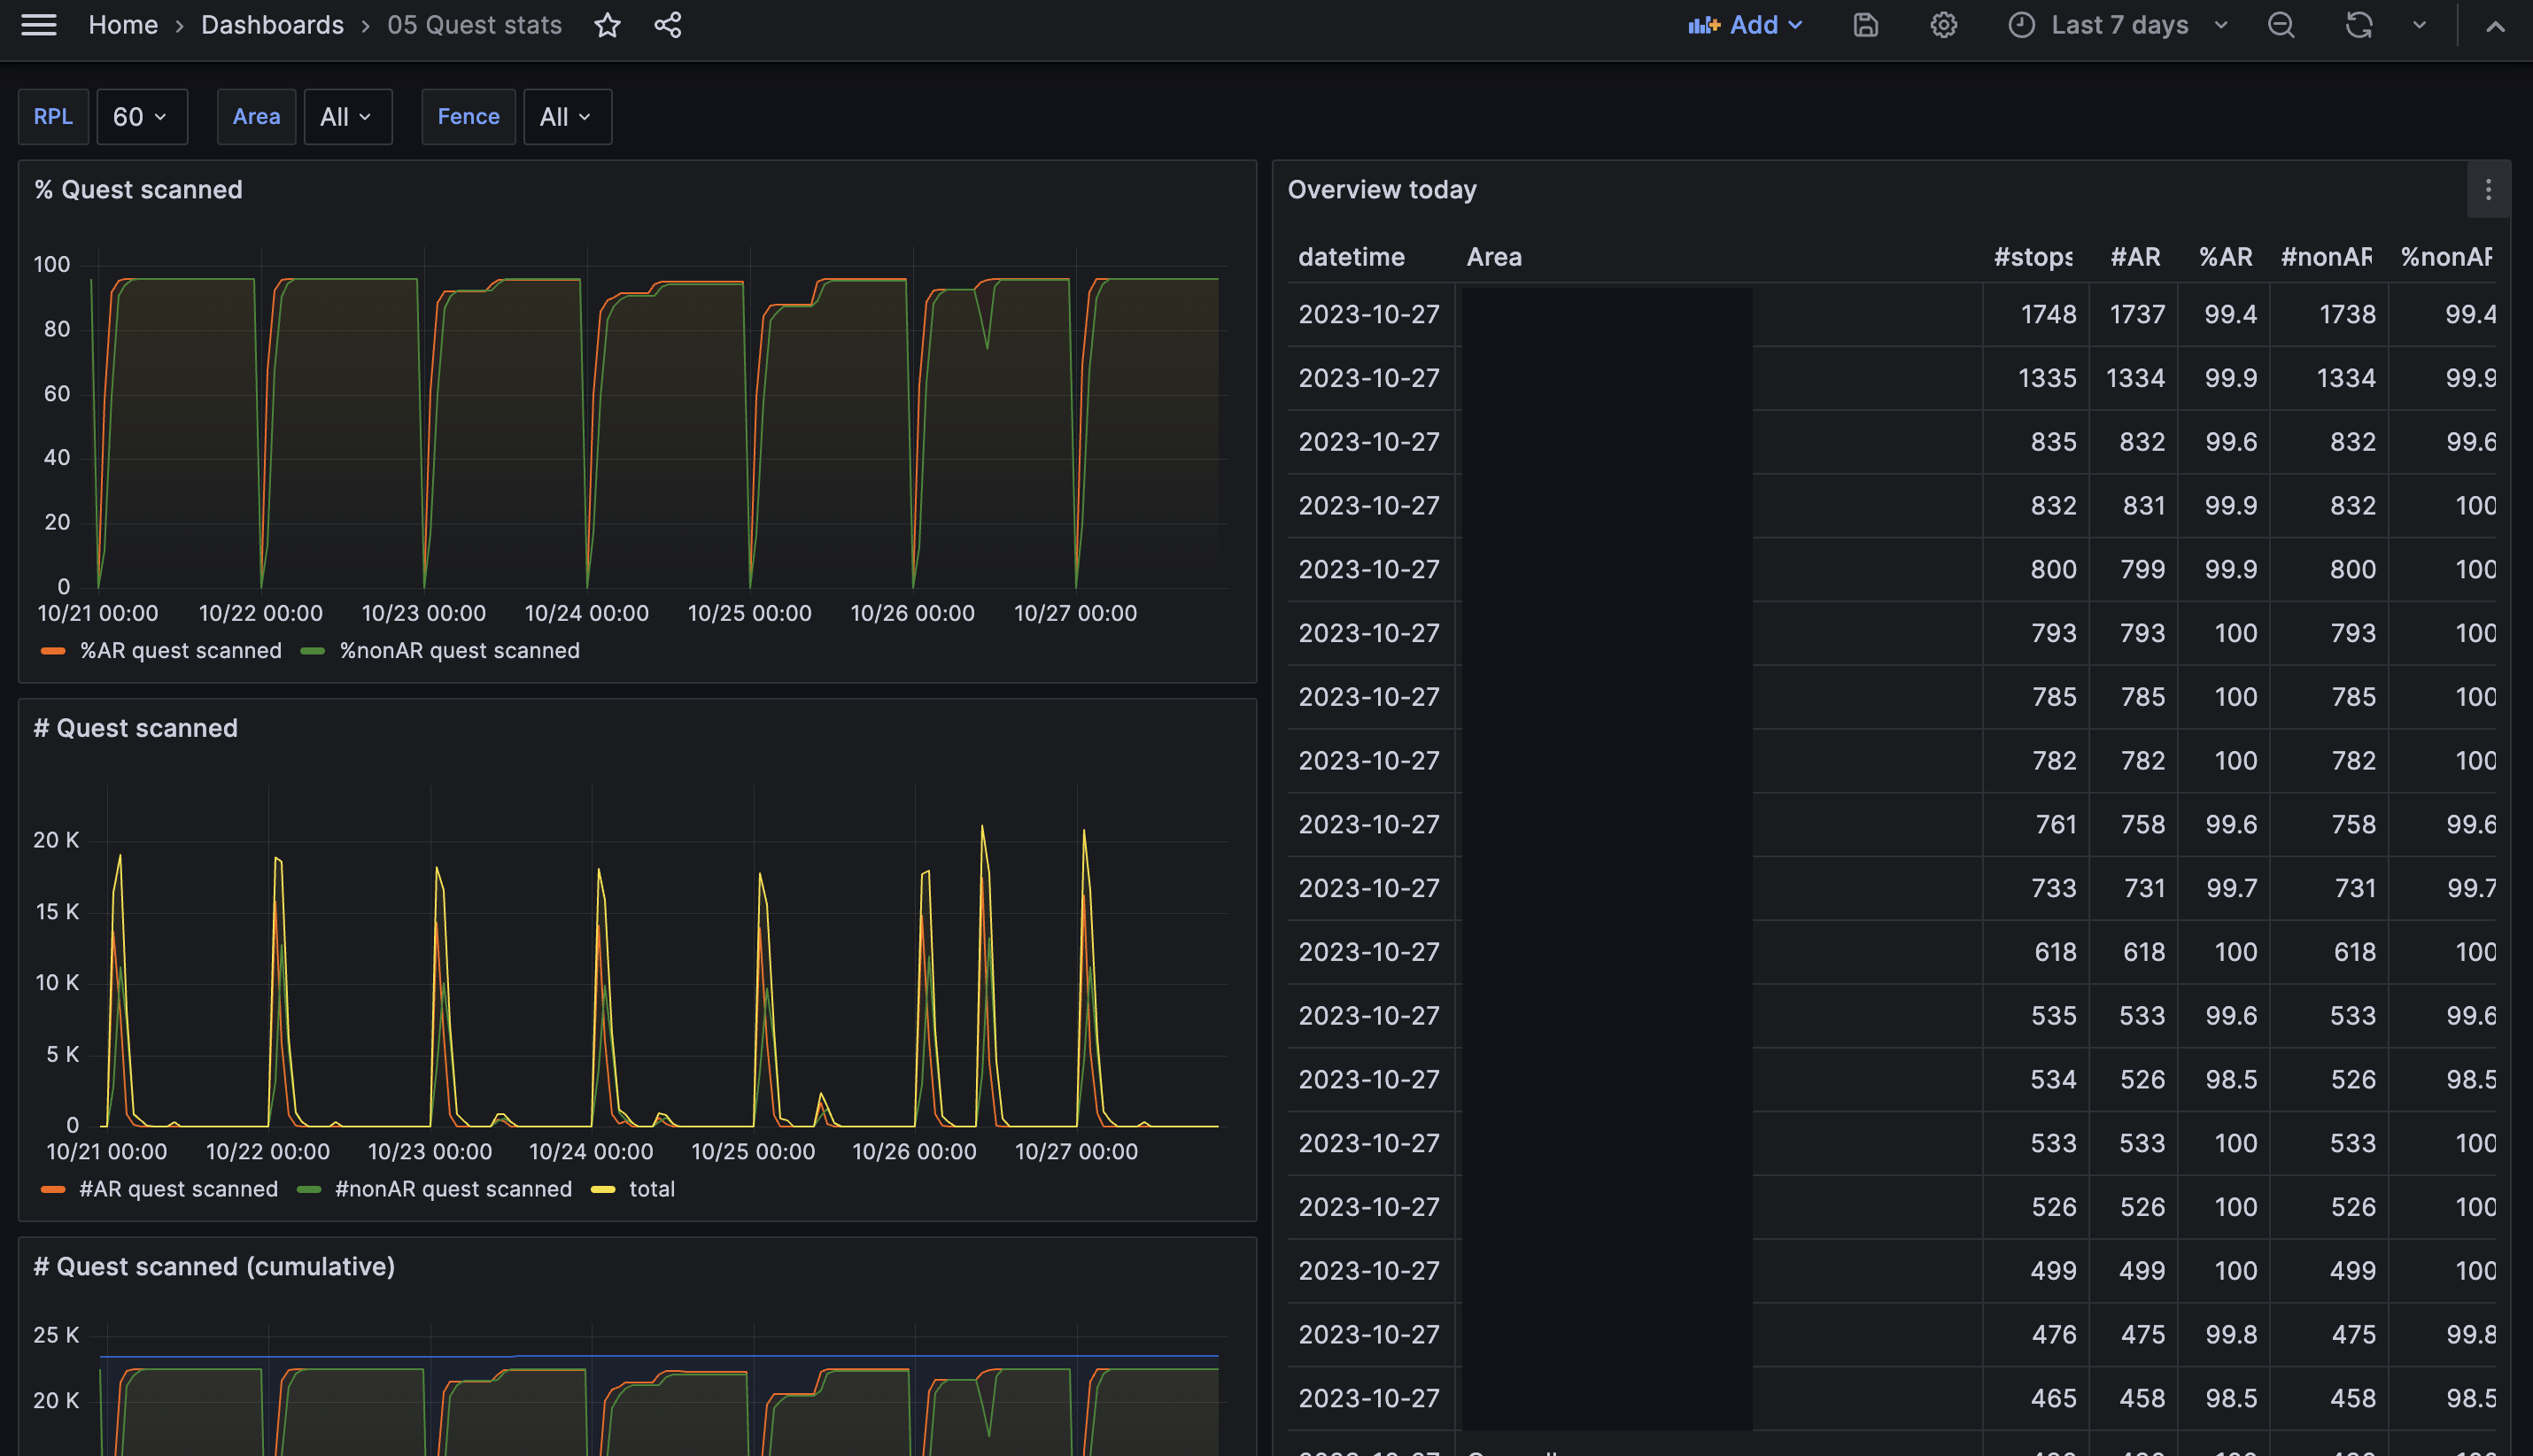 Home › Dashboards › 05 Quest stats
Add
Last 7 days
RPL 60 Area All Fence All
% Quest scanned
100
80
60
40
20
0
10/21 00:00 10/22 00:00 10/23 00:00 10/24 00:00 10/25 00:00 10/26 00:00 10/27 00:00
%AR quest scanned %nonAR quest scanned
# Quest scanned
20 K
15 K
10 K
5 K
0
10/21 00:00 10/22 00:00 10/23 00:00 10/24 00:00 10/25 00:00 10/26 00:00 10/27 00:00
#AR quest scanned #nonAR quest scanned total
# Quest scanned (cumulative)
25 K
20 K
Overview today
datetime Area #stops #AR %AR #nonAR %nonAR
2023-10-27 1748 1737 99.4 1738 99.4
2023-10-27 1335 1334 99.9 1334 99.9
2023-10-27 835 832 99.6 832 99.6
2023-10-27 832 831 99.9 832 100
2023-10-27 800 799 99.9 800 100
2023-10-27 793 793 100 793 100
2023-10-27 785 785 100 785 100
2023-10-27 782 782 100 782 100
2023-10-27 761 758 99.6 758 99.6
2023-10-27 733 731 99.7 731 99.7
2023-10-27 618 618 100 618 100
2023-10-27 535 533 99.6 533 99.6
2023-10-27 534 526 98.5 526 98.5
2023-10-27 533 533 100 533 100
2023-10-27 526 526 100 526 100
2023-10-27 499 499 100 499 100
2023-10-27 476 475 99.8 475 99.8
2023-10-27 465 458 98.5 458 98.5